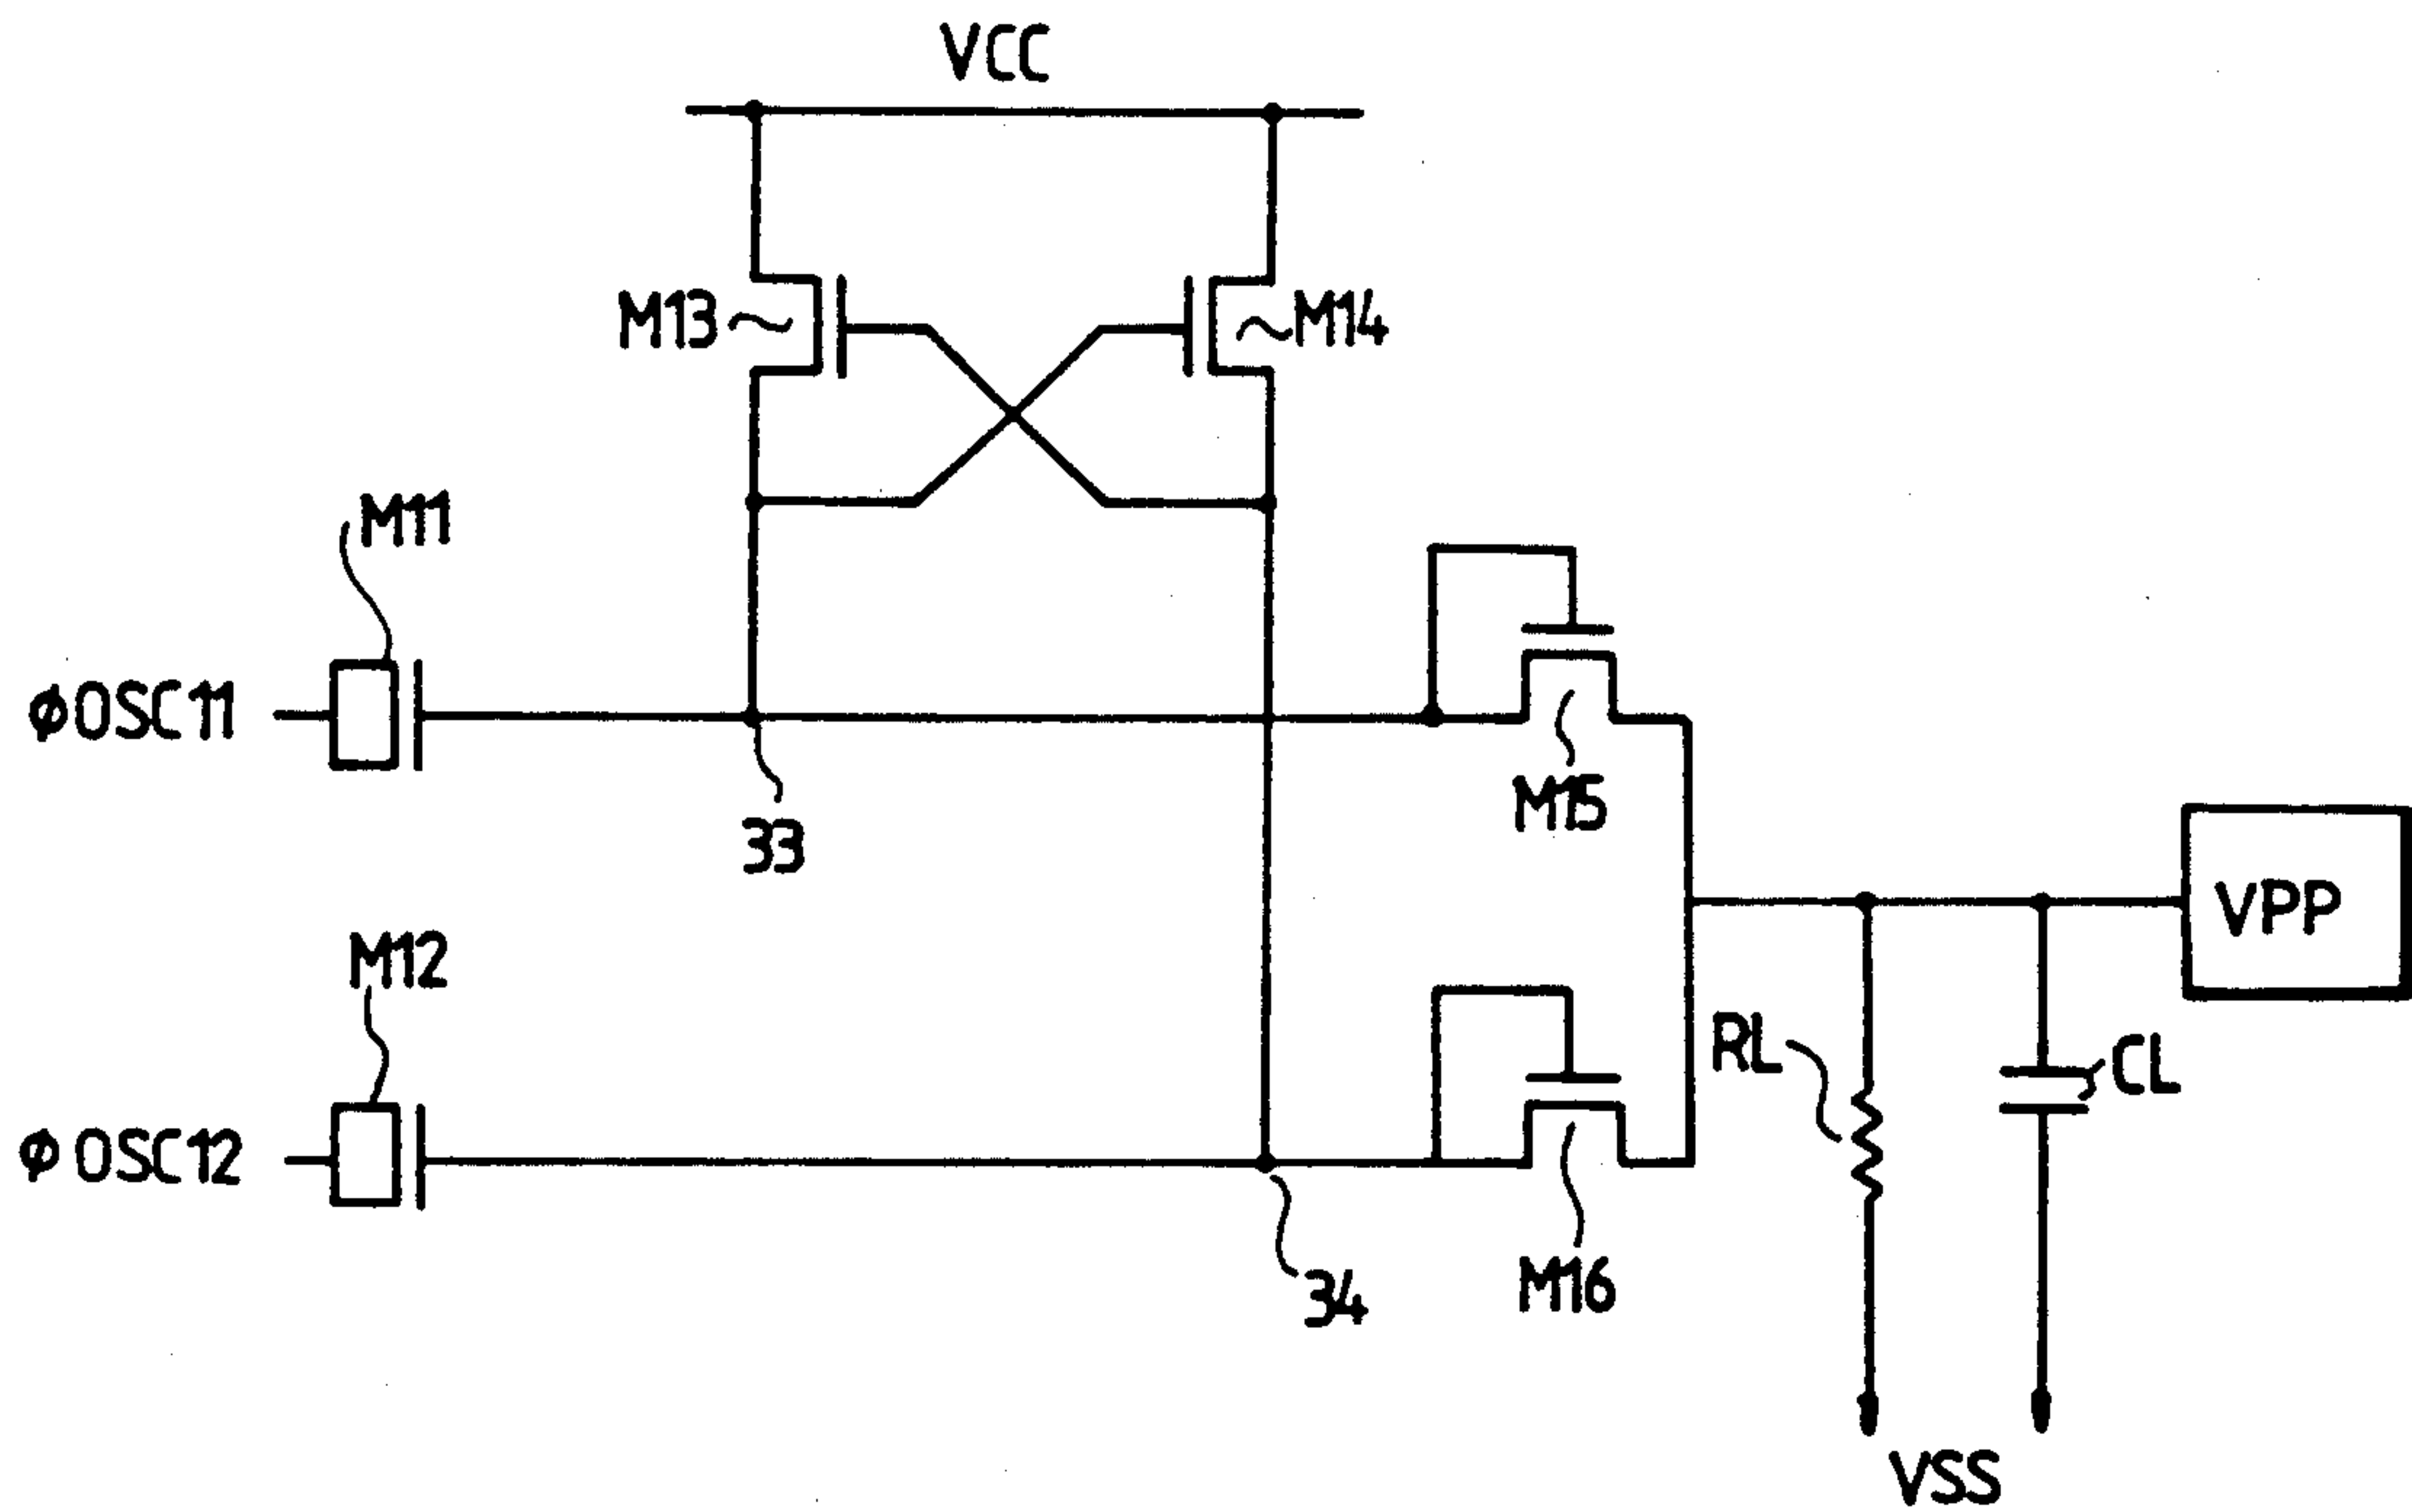 VCC
M13
M14
M11
φOSC11
M15
33
VPP
M12
RL
CL
φOSC12
M16
34
VSS